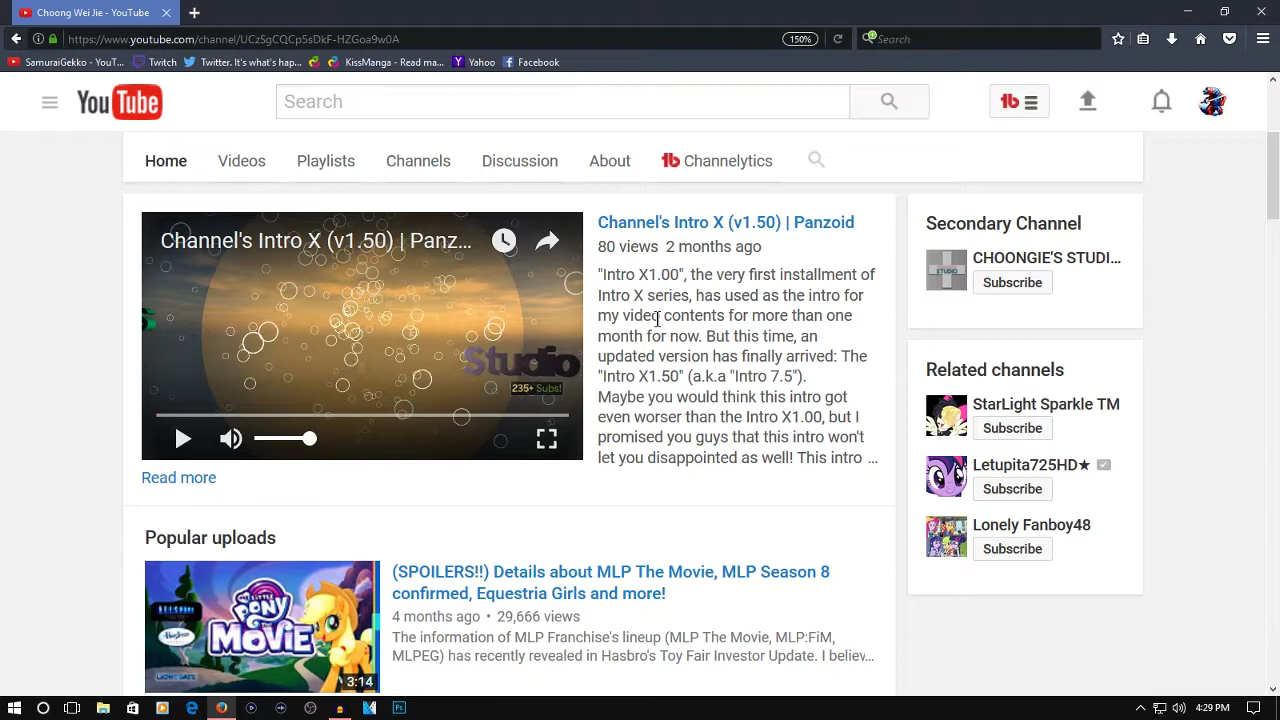 Choong Wei Jie - YouTube
https://www.youtube.com/channel/UCzSgCQCp5sDkF-HZGoa9w0A
150%
Search
SamuraiGekko - YouT...
Twitch
Twitter. It's what's hap...
KissManga - Read ma...
Yahoo
Facebook
YouTube
Search
tb
Home
Videos
Playlists
Channels
Discussion
About
tb Channelytics
Channel's Intro X (v1.50) | Panz...
Studio
235+ Subs!
Read more
Channel's Intro X (v1.50) | Panzoid
80 views 2 months ago
"Intro X1.00", the very first installment of
Intro X series, has used as the intro for
my video contents for more than one
month for now. But this time, an
updated version has finally arrived: The
"Intro X1.50" (a.k.a "Intro 7.5").
Maybe you would think this intro got
even worser than the Intro X1.00, but I
promised you guys that this intro won't
let you disappointed as well! This intro ...
Secondary Channel
STUDIO
CHOONGIE'S STUDI...
Subscribe
Related channels
StarLight Sparkle TM
Subscribe
Letupita725HD★
Subscribe
Lonely Fanboy48
Subscribe
Popular uploads
my LITTLE
PONY
MOVIE
Hasbro
LIONSGATE
3:14
(SPOILERS!!) Details about MLP The Movie, MLP Season 8
confirmed, Equestria Girls and more!
4 months ago • 29,666 views
The information of MLP Franchise's lineup (MLP The Movie, MLP:FiM,
MLPEG) has recently revealed in Hasbro's Toy Fair Investor Update. I believ...
Ps
4:29 PM